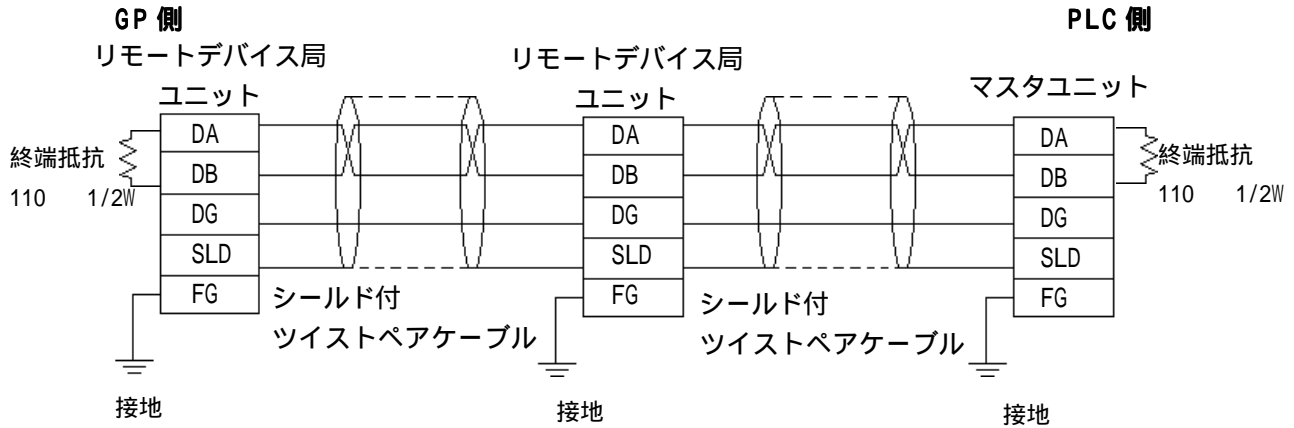 GP 側
PLC 側
リモートデバイス局
ユニット
リモートデバイス局
ユニット
マスタユニット
終端抵抗
110 1/2W
DA
DB
DG
SLD
FG
DA
DB
DG
SLD
FG
DA
DB
DG
SLD
FG
終端抵抗
110 1/2W
シールド付
ツイストペアケーブル
シールド付
ツイストペアケーブル
接地
接地
接地